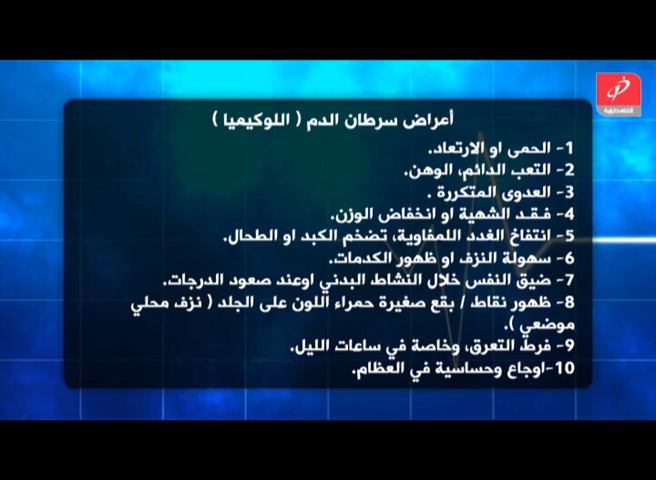 الفلسطينية
أعراض سرطان الدم ( اللوكيميا )
1- الحمى او الارتعاد.
2- التعب الدائم، الوهن.
3- العدوى المتكررة .
4- فـقـد الشهية او انخفاض الوزن.
5- انتفاخ الغدد اللمفاوية، تضخم الكبد او الطحال.
6- سهولة النزف او ظهور الكدمات.
7- ضيق النفس خلال النشاط البدني اوعند صعود الدرجات.
8- ظهور نقاط / بقع صغيرة حمراء اللون على الجلد ( نزف محلي
موضعي ).
9- فرط التعرق، وخاصة في ساعات الليل.
10-اوجاع وحساسية في العظام.